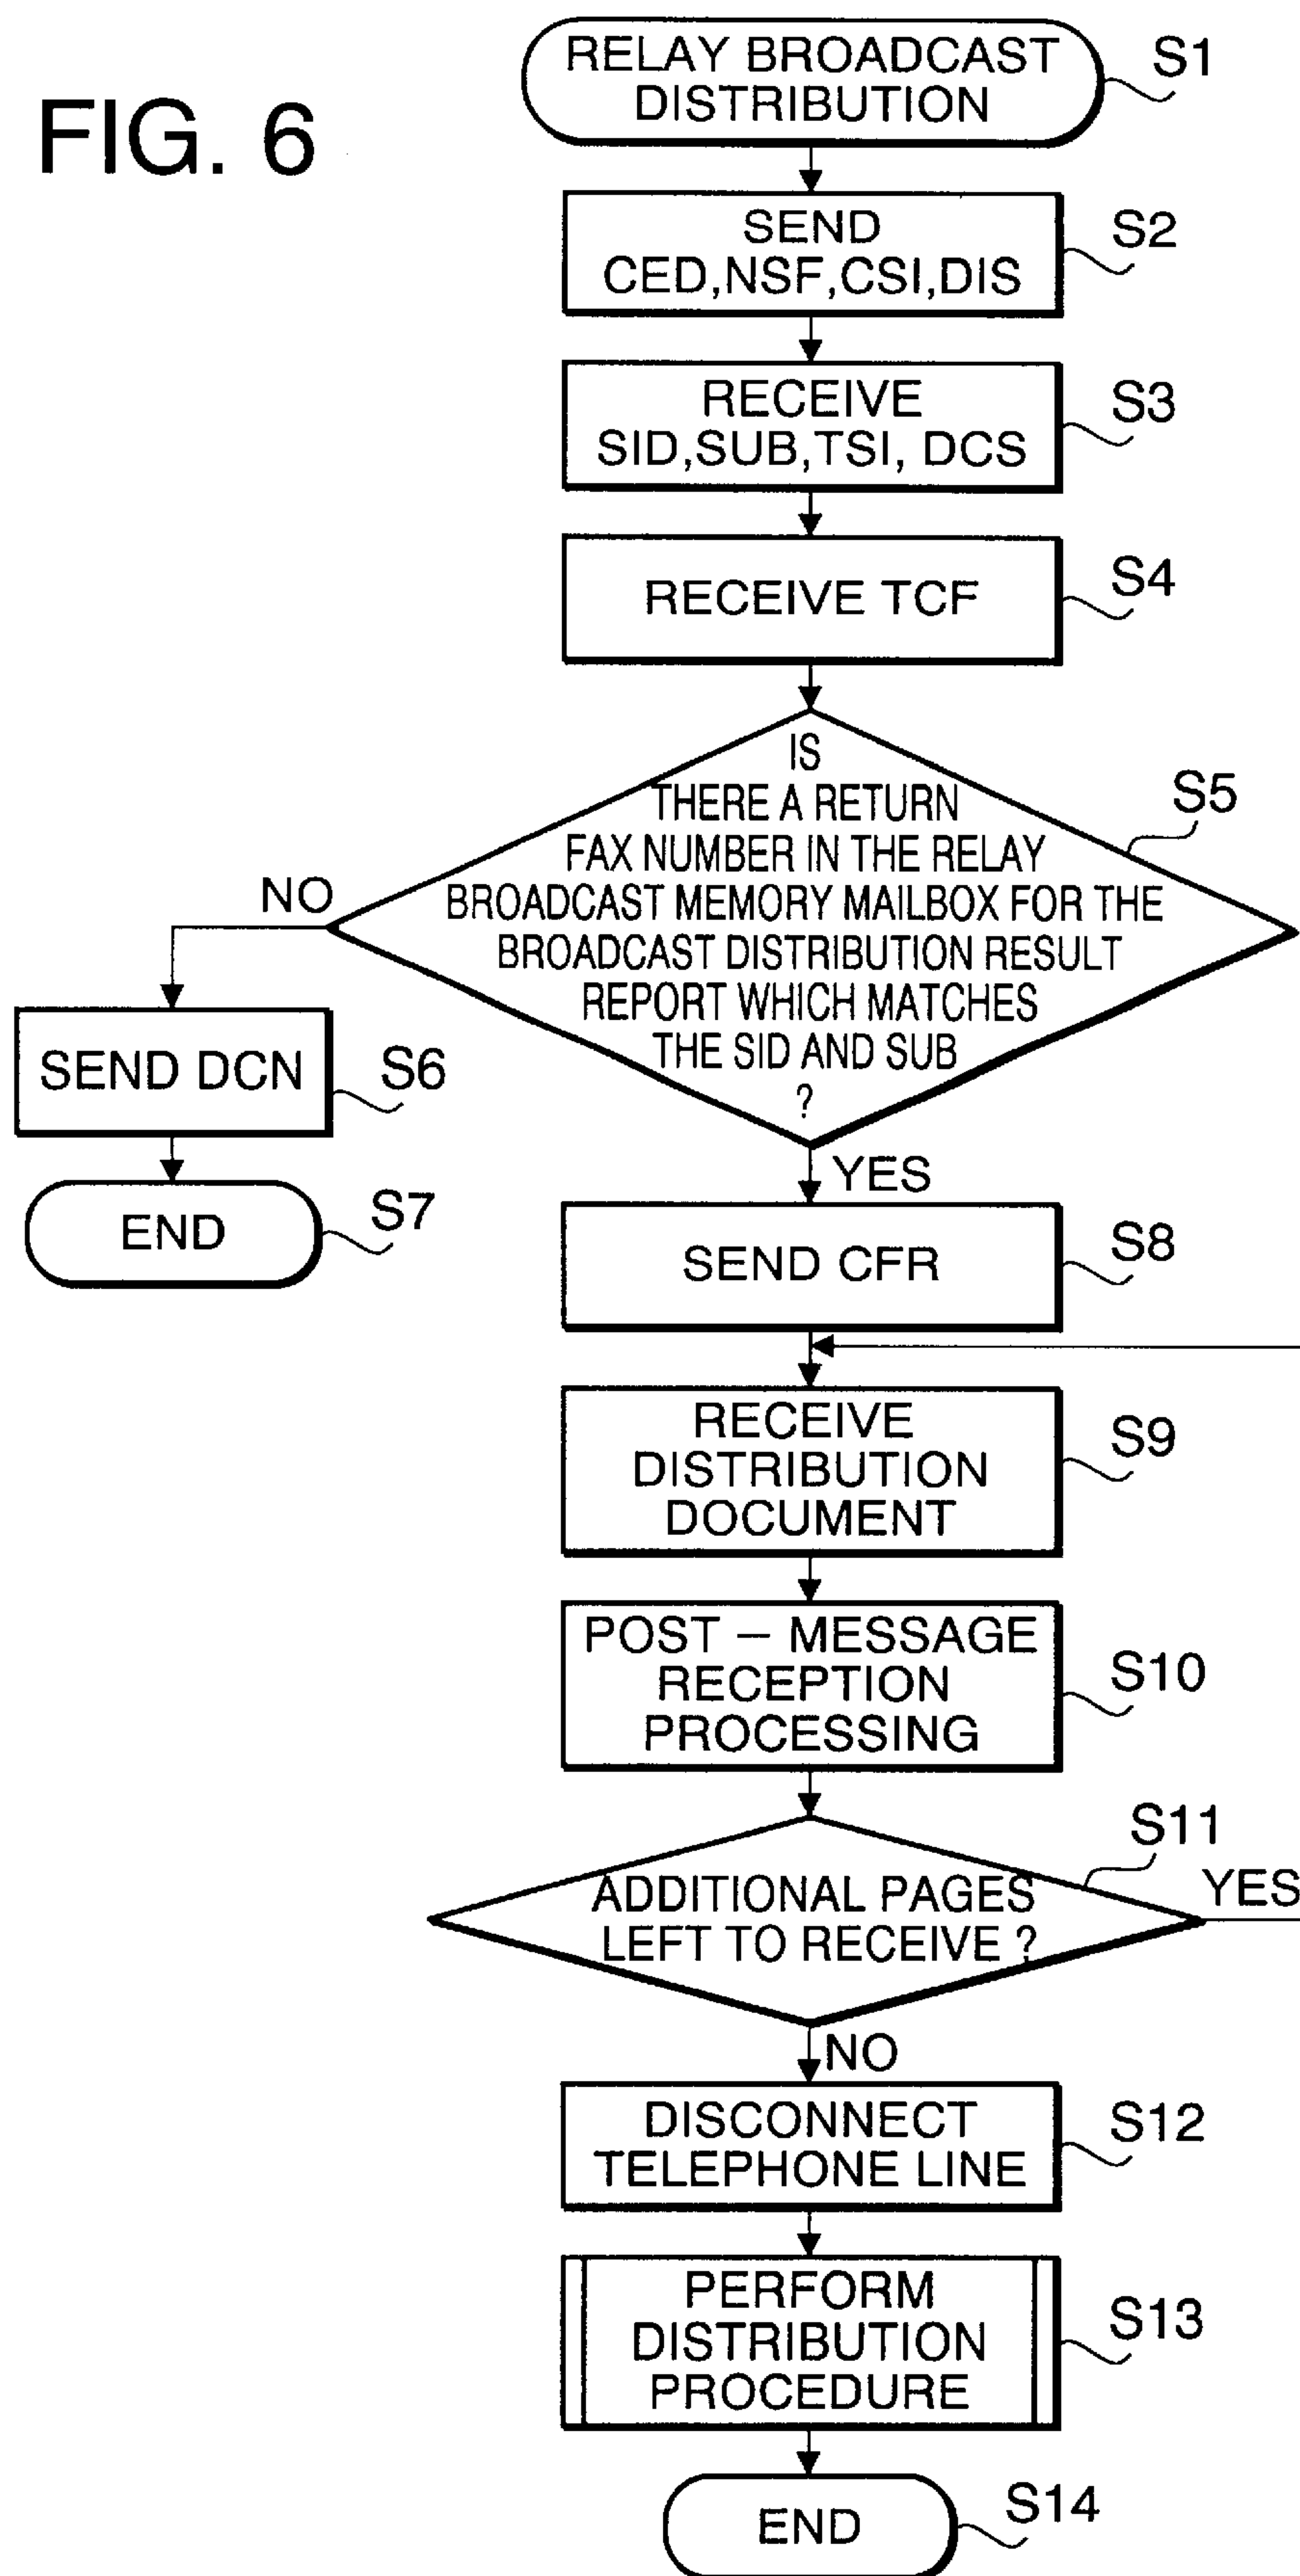 FIG. 6
RELAY BROADCAST
DISTRIBUTION
S1
SEND
CED,NSF,CSI,DIS
S2
RECEIVE
SID,SUB,TSI, DCS
S3
RECEIVE TCF
S4
IS
THERE A RETURN
FAX NUMBER IN THE RELAY
BROADCAST MEMORY MAILBOX FOR THE
BROADCAST DISTRIBUTION RESULT
REPORT WHICH MATCHES
THE SID AND SUB
?
S5
NO
SEND DCN
S6
END
S7
YES
SEND CFR
S8
RECEIVE
DISTRIBUTION
DOCUMENT
S9
POST – MESSAGE
RECEPTION
PROCESSING
S10
ADDITIONAL PAGES
LEFT TO RECEIVE ?
S11
YES
NO
DISCONNECT
TELEPHONE LINE
S12
PERFORM
DISTRIBUTION
PROCEDURE
S13
END
S14